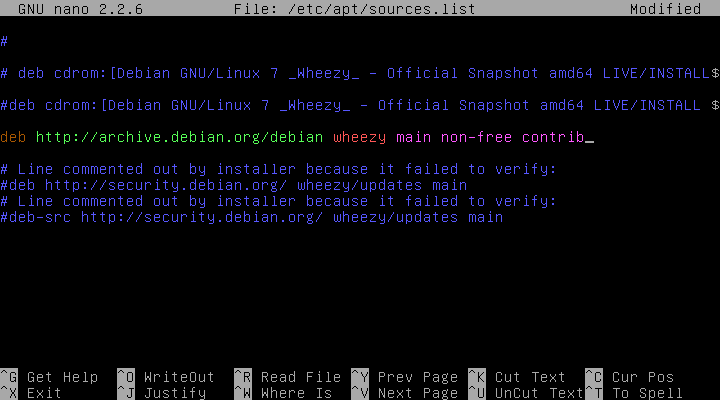 GNU nano 2.2.6 File: /etc/apt/sources.list Modified
#
# deb cdrom:[Debian GNU/Linux 7 _Wheezy_ - Official Snapshot amd64 LIVE/INSTALL$
#deb cdrom:[Debian GNU/Linux 7 _Wheezy_ - Official Snapshot amd64 LIVE/INSTALL $
deb http://archive.debian.org/debian wheezy main non-free contrib_
# Line commented out by installer because it failed to verify:
#deb http://security.debian.org/ wheezy/updates main
# Line commented out by installer because it failed to verify:
#deb-src http://security.debian.org/ wheezy/updates main
^G Get Help ^O WriteOut ^R Read File ^Y Prev Page ^K Cut Text ^C Cur Pos
^X Exit ^J Justify ^W Where Is ^V Next Page ^U UnCut Text ^T To Spell